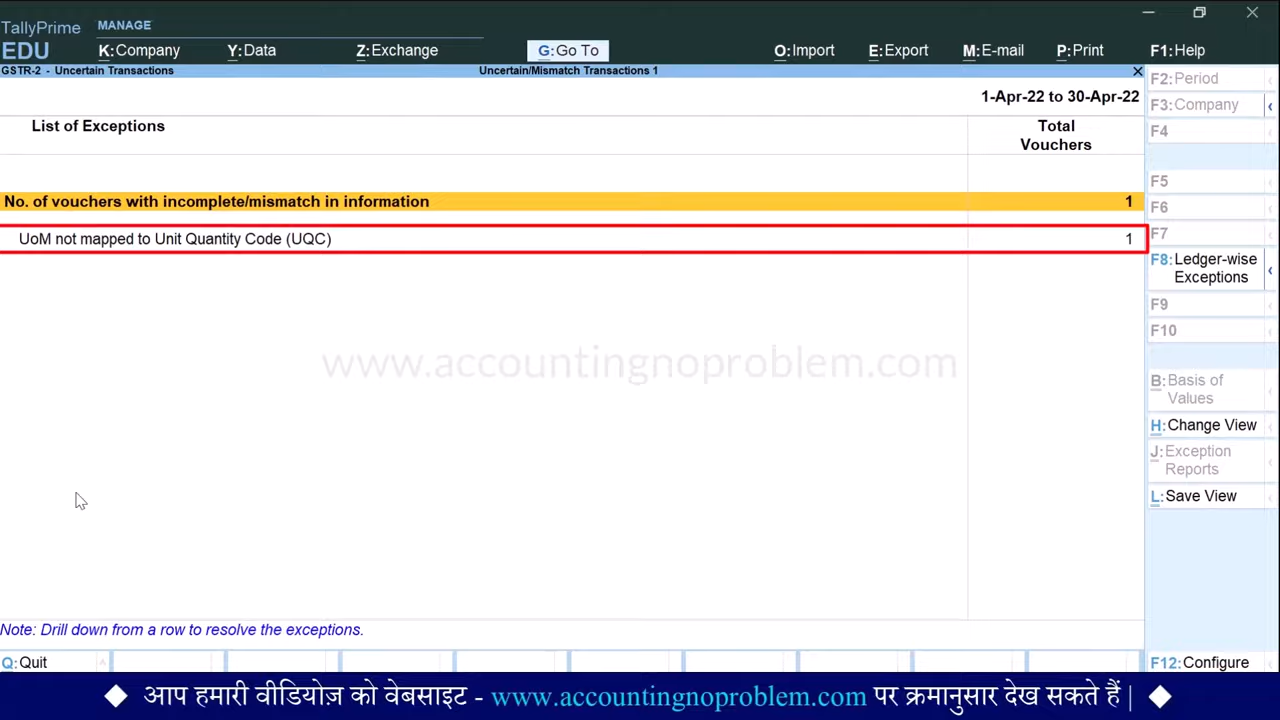 TallyPrime
EDU
MANAGE
K:Company
Y:Data
Z:Exchange
G:Go To
O:Import
E:Export
M:E-mail
P:Print
F1:Help
GSTR-2 - Uncertain Transactions
Uncertain/Mismatch Transactions 1
1-Apr-22 to 30-Apr-22
List of Exceptions
Total
Vouchers
No. of vouchers with incomplete/mismatch in information 1
UoM not mapped to Unit Quantity Code (UQC) 1
www.accountingnoproblem.com
Note: Drill down from a row to resolve the exceptions.
Q:Quit
F2:Period
F3:Company
F4
F5
F6
F7
F8:Ledger-wise
Exceptions
F9
F10
B:Basis of
Values
H:Change View
J:Exception
Reports
L:Save View
F12:Configure
आप हमारी वीडियोज़ को वेबसाइट - www.accountingnoproblem.com पर क्रमानुसार देख सकते हैं |